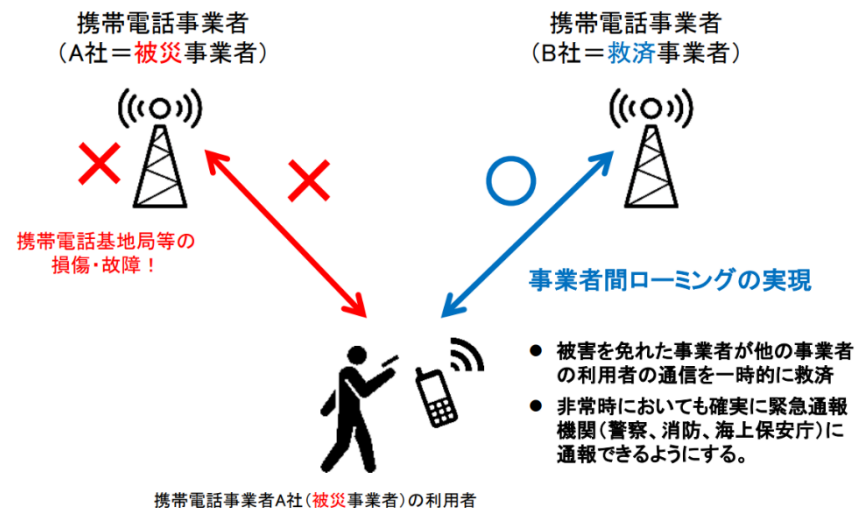 携帯電話事業者
（A社＝被災事業者）
携帯電話事業者
（B社＝救済事業者）
携帯電話基地局等の
損傷・故障！
事業者間ローミングの実現
● 被害を免れた事業者が他の事業者
の利用者の通信を一時的に救済
● 非常時においても確実に緊急通報
機関（警察、消防、海上保安庁）に
通報できるようにする。
携帯電話事業者A社（被災事業者）の利用者